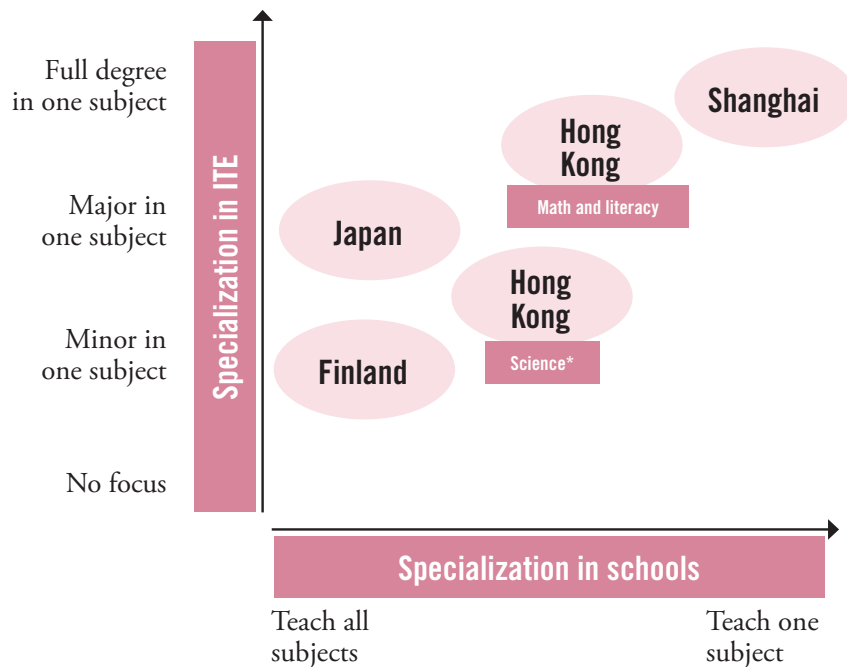 Full degree
in one subject
Major in
one subject
Minor in
one subject
No focus
Specialization in ITE
Shanghai
Hong
Kong
Math and literacy
Japan
Hong
Kong
Science*
Finland
Specialization in schools
Teach all
subjects
Teach one
subject